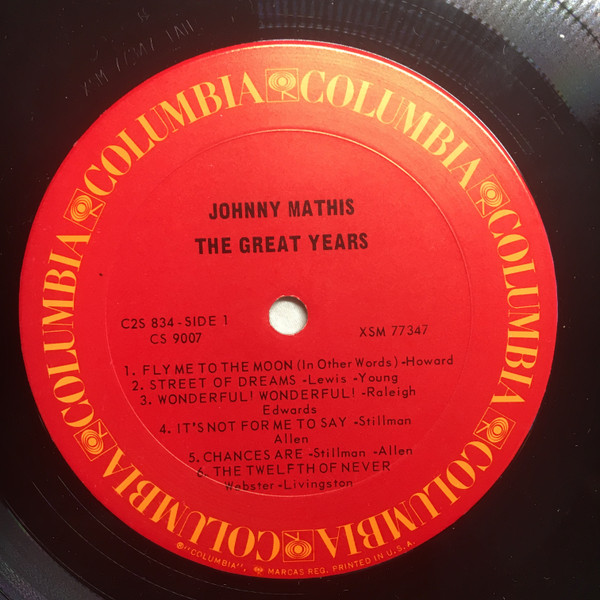 XSM 77347
COLUMBIA COLUMBIA COLUMBIA COLUMBIA COLUMBIA COLUMBIA
JOHNNY MATHIS
THE GREAT YEARS
C2S 834 - SIDE 1
CS 9007
XSM 77347
1. FLY ME TO THE MOON (In Other Words) -Howard
2. STREET OF DREAMS -Lewis -Young
3. WONDERFUL! WONDERFUL! -Raleigh
Edwards
4. IT'S NOT FOR ME TO SAY -Stillman
Allen
5. CHANCES ARE -Stillman -Allen
6. THE TWELFTH OF NEVER
Webster -Livingston
®"COLUMBIA", MARCAS REG. PRINTED IN U.S.A.